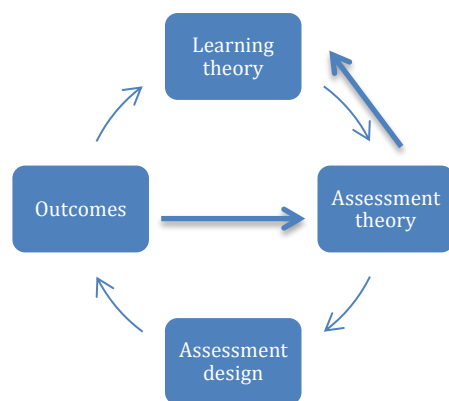 Learning
theory
Outcomes
Assessment
theory
Assessment
design